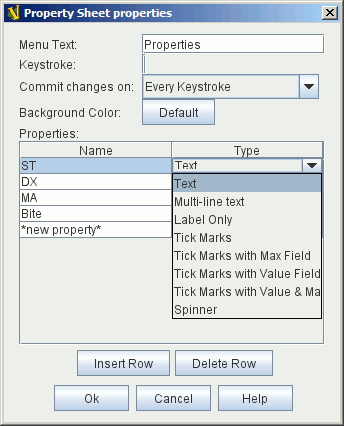 Property Sheet properties
Menu Text: Properties
Keystroke:
Commit changes on: Every Keystroke
Background Color: Default
Properties:
Name Type
ST Text
DX Text
MA Multi-line text
Bite Label Only
*new property* Tick Marks
Tick Marks with Max Field
Tick Marks with Value Field
Tick Marks with Value & Ma
Spinner
Insert Row Delete Row
Ok Cancel Help